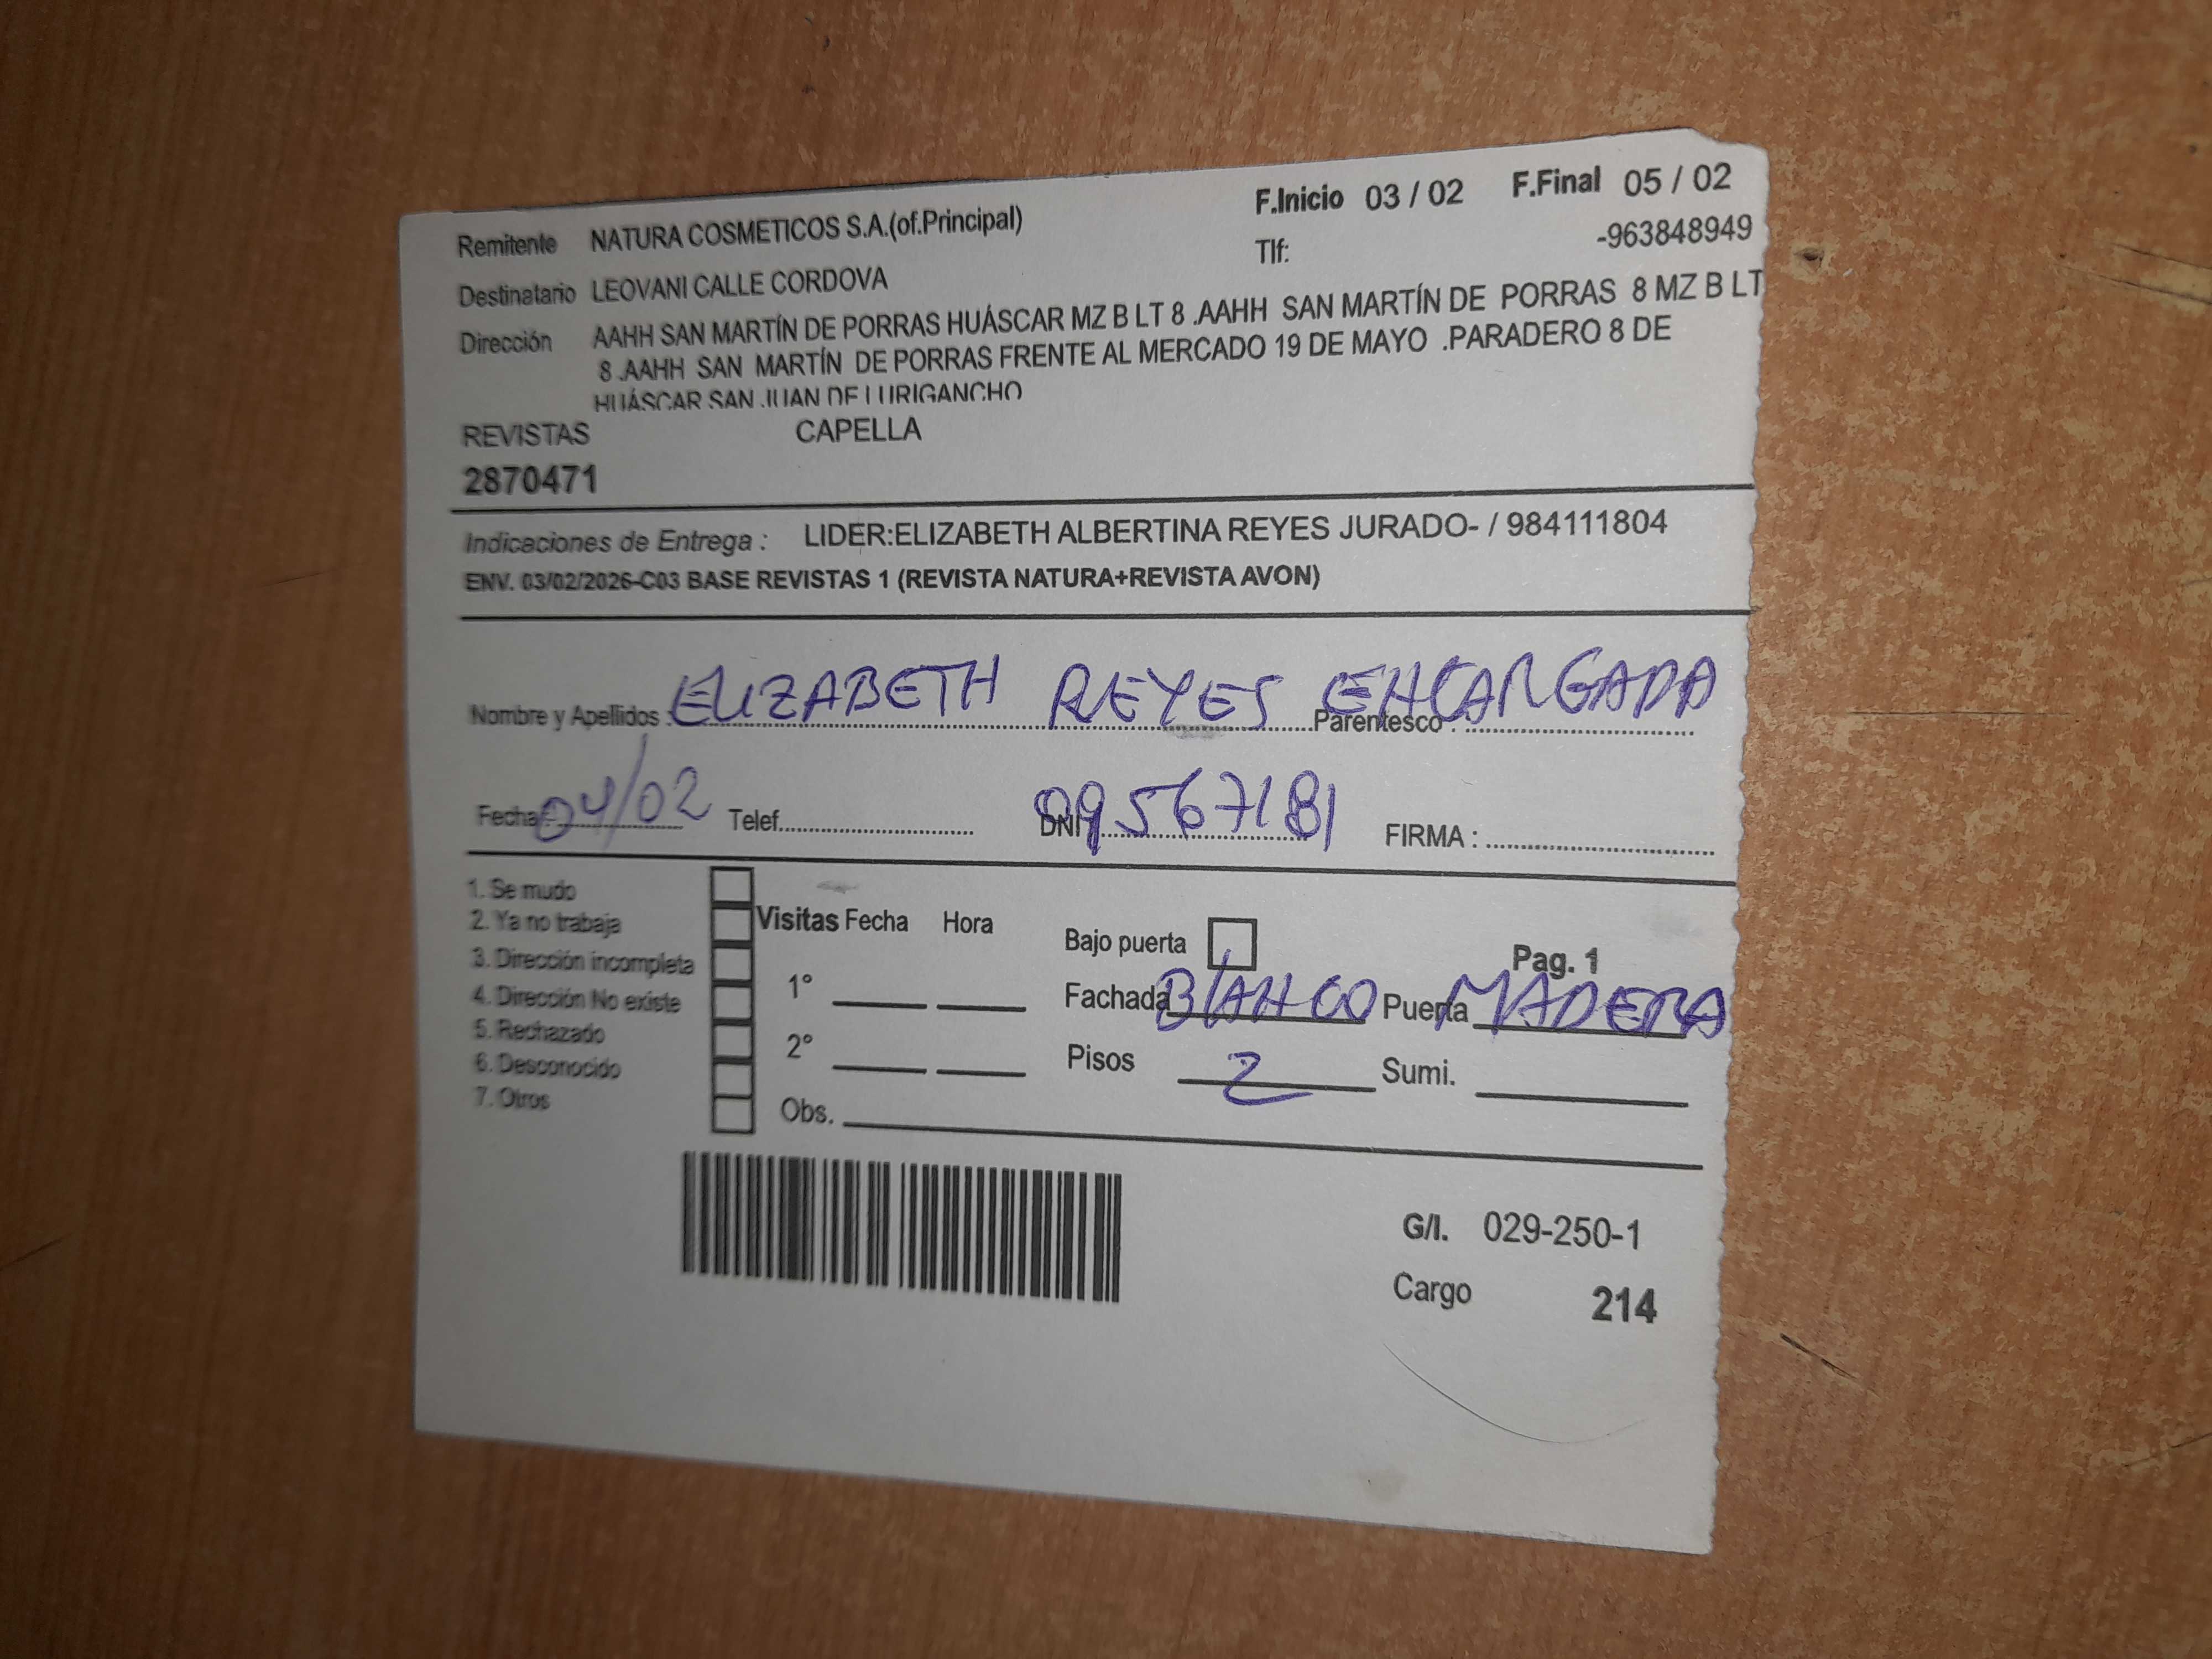 F.Inicio 03 / 02 F.Final 05 / 02
Remitente NATURA COSMETICOS S.A.(of.Principal)
Tlf: -963848949
Destinatario LEOVANI CALLE CORDOVA
Dirección AAHH SAN MARTÍN DE PORRAS HUÁSCAR MZ B LT 8 .AAHH SAN MARTÍN DE PORRAS 8 MZ B LT
8 .AAHH SAN MARTÍN DE PORRAS FRENTE AL MERCADO 19 DE MAYO .PARADERO 8 DE
HUÁSCAR SAN JUAN DE LURIGANCHO
REVISTAS CAPELLA
2870471
Indicaciones de Entrega : LIDER:ELIZABETH ALBERTINA REYES JURADO- / 984111804
ENV. 03/02/2026-C03 BASE REVISTAS 1 (REVISTA NATURA+REVISTA AVON)
Nombre y Apellidos : ELIZABETH REYES Parentesco : ENCARGADA
Fecha : 04/02 Telef. DNI 09567181 FIRMA :
1. Se mudo
2. Ya no trabaja
3. Dirección incompleta
4. Dirección No existe
5. Rechazado
6. Desconocido
7. Otros
Visitas Fecha Hora
1°
2°
Obs.
Bajo puerta Pag. 1
Fachada BlANCO Puerta MADERA
Pisos 2 Sumi.
G/I. 029-250-1
Cargo 214